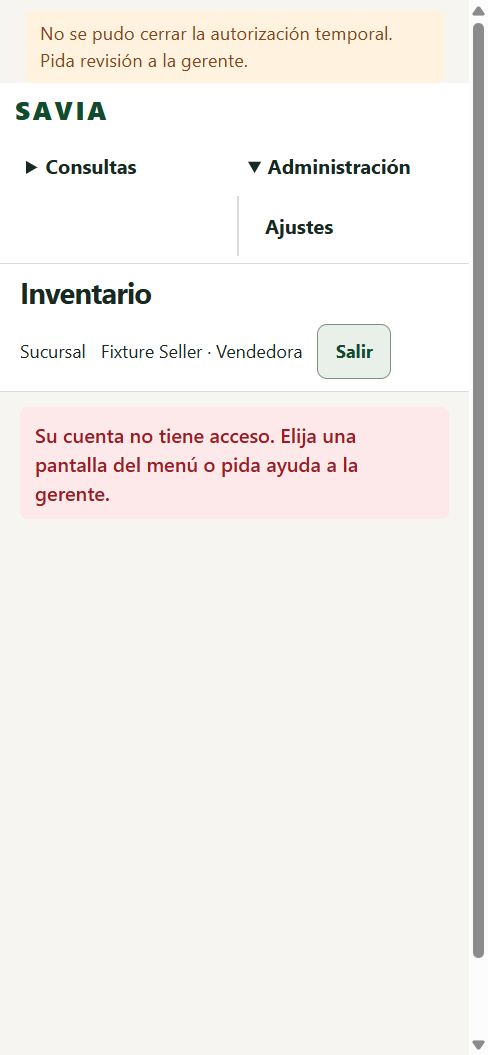 No se pudo cerrar la autorización temporal.
Pida revisión a la gerente.
SAVIA
Consultas
Administración
Ajustes
Inventario
Sucursal Fixture Seller · Vendedora Salir
Su cuenta no tiene acceso. Elija una
pantalla del menú o pida ayuda a la
gerente.